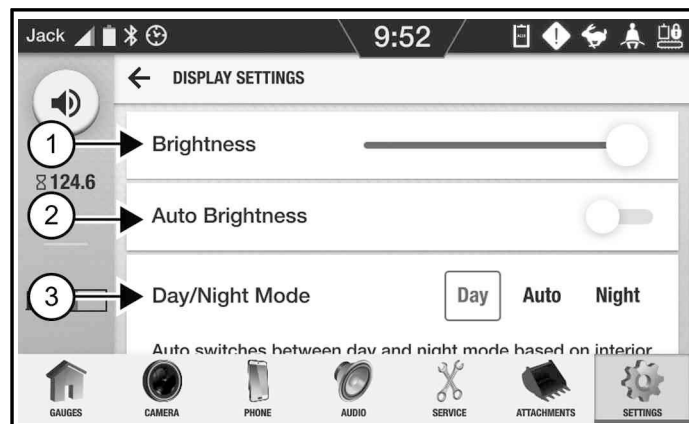 Jack 9:52
DISPLAY SETTINGS
1 Brightness
124.6
2 Auto Brightness
3 Day/Night Mode Day Auto Night
Auto switches between day and night mode based on interior
GAUGES CAMERA PHONE AUDIO SERVICE ATTACHMENTS SETTINGS